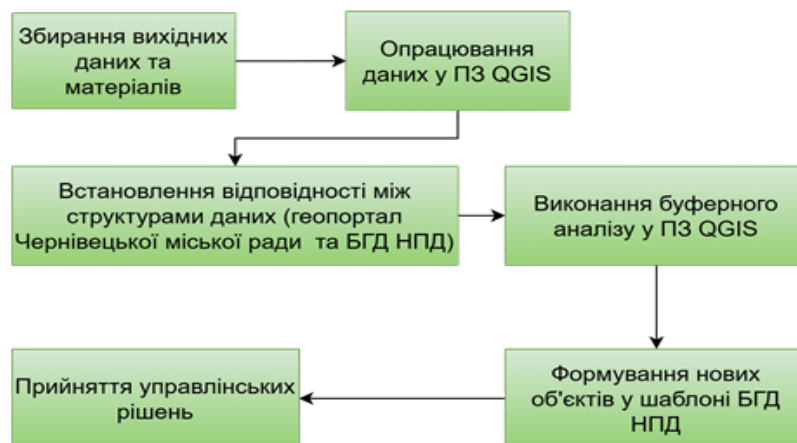 Збирання вихідних
даних та
матеріалів
Опрацювання
даних у ПЗ QGIS
Встановлення відповідності між
структурами даних (геопортал
Чернівецької міської ради та БГД НПД)
Виконання буферного
аналізу у ПЗ QGIS
Формування нових
об'єктів у шаблоні БГД
НПД
Прийняття управлінських
рішень